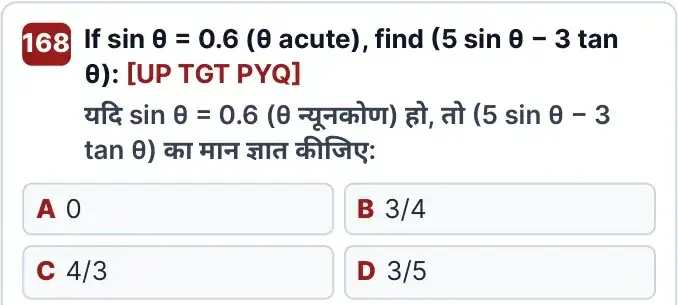 168 If sin θ = 0.6 (θ acute), find (5 sin θ − 3 tan
θ): [UP TGT PYQ]
यदि sin θ = 0.6 (θ न्यूनकोण) हो, तो (5 sin θ − 3
tan θ) का मान ज्ञात कीजिए:
A 0
B 3/4
C 4/3
D 3/5